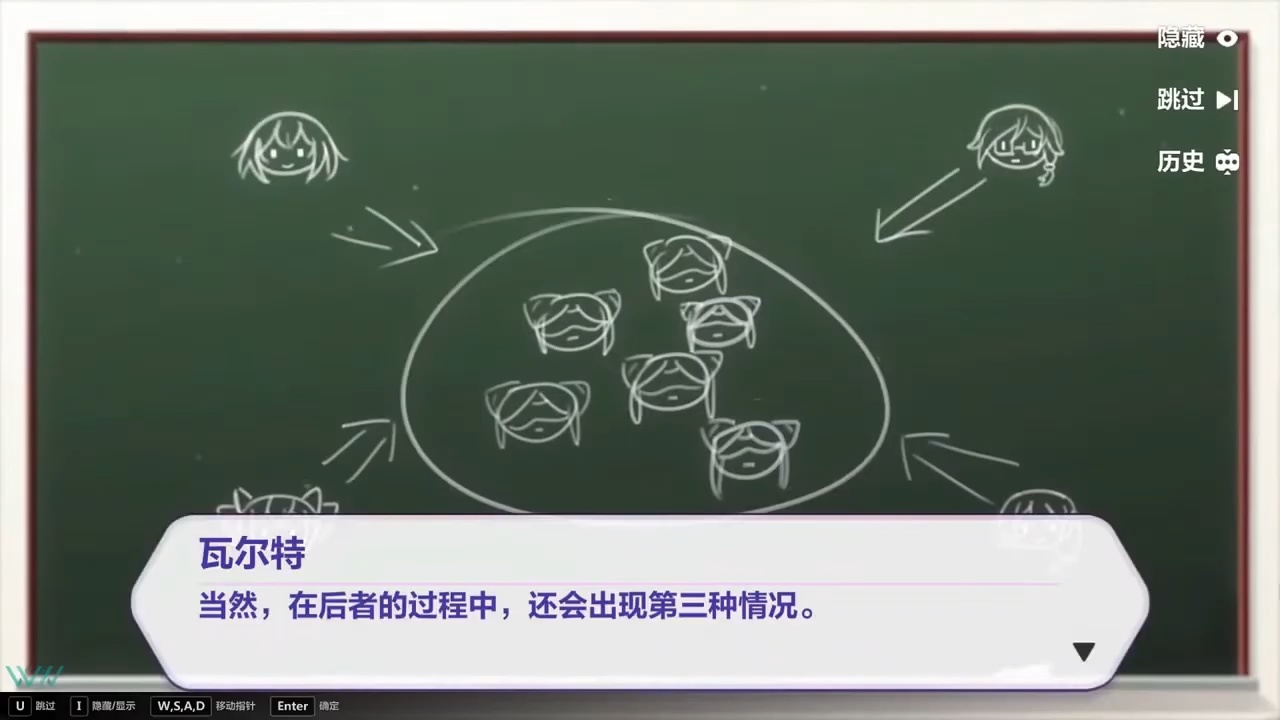 隐藏
跳过
历史
瓦尔特
当然，在后者的过程中，还会出现第三种情况。
U 跳过 I 隐藏/显示 W,S,A,D 移动指针 Enter 确定